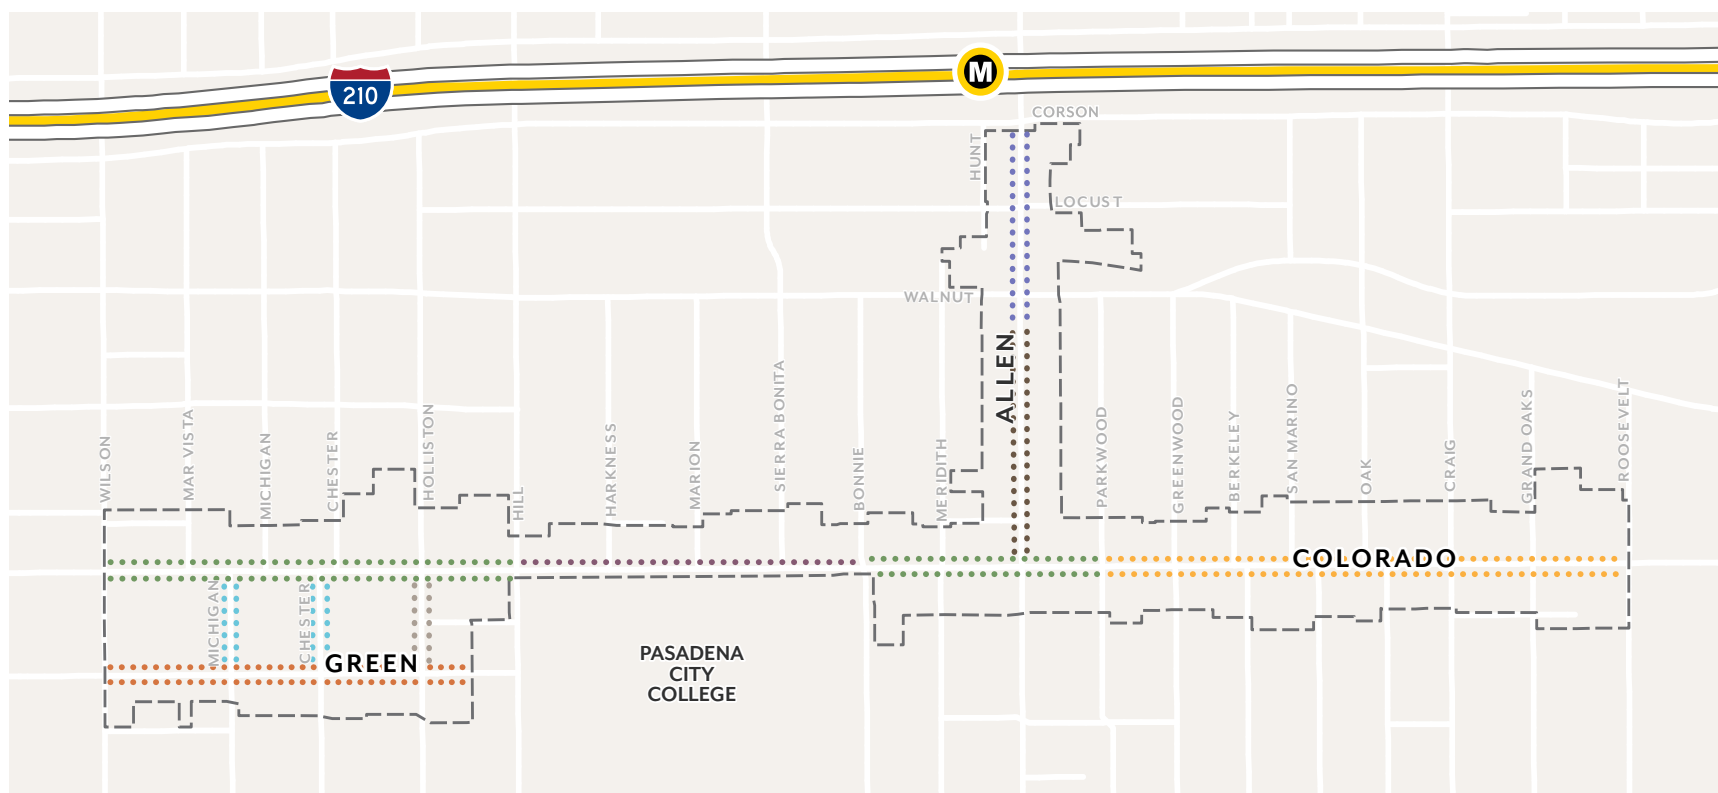 M
210
CORSON
HUNT
LOCUST
WALNUT
ALLEN
WILSON
MAR VISTA
MICHIGAN
CHESTER
HOLLISTON
HILL
HARKNESS
MARION
SIERRA BONITA
BONNIE
MERIDITH
PARKWOOD
GREENWOOD
BERKELEY
SAN MARINO
OAK
CRAIG
GRAND OAKS
ROOSEVELT
COLORADO
MICHIGAN
CHESTER
GREEN
PASADENA
CITY
COLLEGE